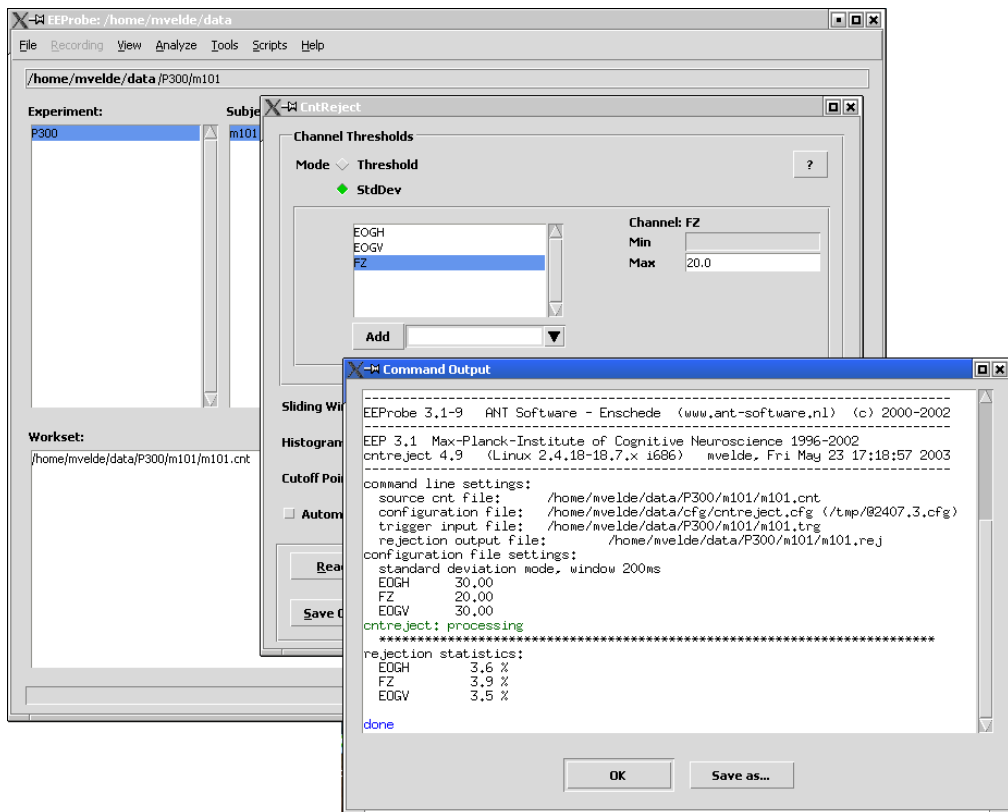 EEProbe: /home/mvelde/data
File Recording View Analyze Tools Scripts Help
/home/mvelde/data /P300/m101
Experiment:
P300
m101
Workset:
/home/mvelde/data/P300/m101/m101.cnt
CntReject
Channel Thresholds
Mode Threshold
StdDev
?
EOGH
EOGV
FZ
Channel: FZ
Min
Max 20.0
Add
Sliding
Histogram
Cutoff
Command Output
--------------------------------------------------------------------------
EEProbe 3.1-9 ANT Software - Enschede (www.ant-software.nl) (c) 2000-2002
--------------------------------------------------------------------------
EEP 3.1 Max-Planck-Institute of Cognitive Neuroscience 1996-2002
cntreject 4.9 (Linux 2.4.18-18.7.x i686) mvelde, Fri May 23 17:18:57 2003
--------------------------------------------------------------------------
command line settings:
source cnt file: /home/mvelde/data/P300/m101/m101.cnt
configuration file: /home/mvelde/data/cfg/cntreject.cfg (/tmp/@2407.3.cfg)
trigger input file: /home/mvelde/data/P300/m101/m101.trg
rejection output file: /home/mvelde/data/P300/m101/m101.rej
configuration file settings:
standard deviation mode, window 200ms
EOGH 30.00
FZ 20.00
EOGV 30.00
cntreject: processing
************************************************************************
rejection statistics:
EOGH 3.6 %
FZ 3.9 %
EOGV 3.5 %
done
OK Save as...